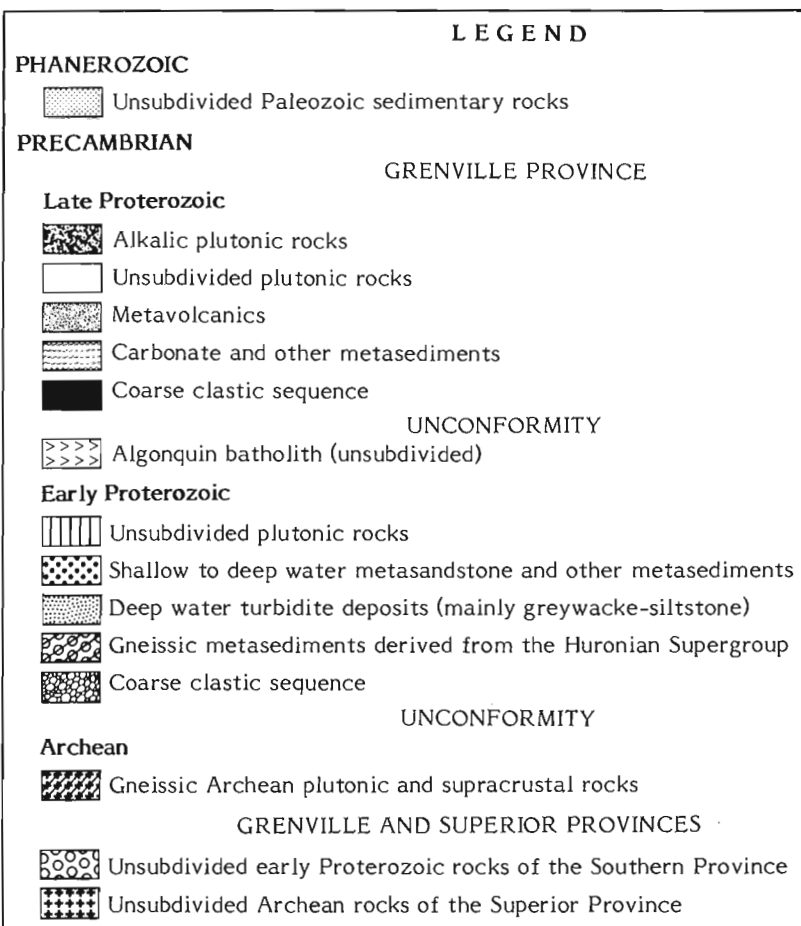 LEGEND
PHANEROZOIC
Unsubdivided Paleozoic sedimentary rocks
PRECAMBRIAN
GRENVILLE PROVINCE
Late Proterozoic
Alkalic plutonic rocks
Unsubdivided plutonic rocks
Metavolcanics
Carbonate and other metasediments
Coarse clastic sequence
UNCONFORMITY
Algonquin batholith (unsubdivided)
Early Proterozoic
Unsubdivided plutonic rocks
Shallow to deep water metasandstone and other metasediments
Deep water turbidite deposits (mainly greywacke-siltstone)
Gneissic metasediments derived from the Huronian Supergroup
Coarse clastic sequence
UNCONFORMITY
Archean
Gneissic Archean plutonic and supracrustal rocks
GRENVILLE AND SUPERIOR PROVINCES
Unsubdivided early Proterozoic rocks of the Southern Province
Unsubdivided Archean rocks of the Superior Province